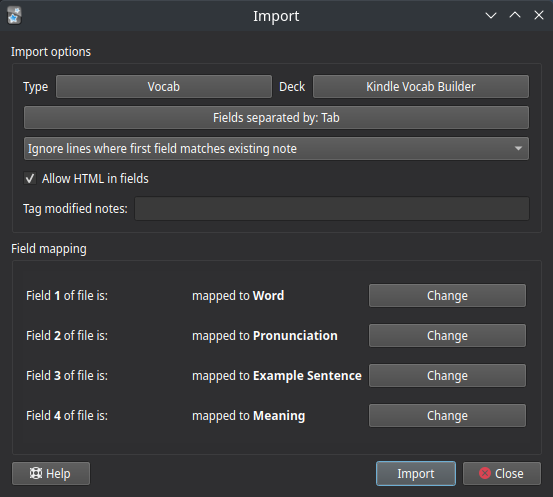 Import
Import options
Type Vocab Deck Kindle Vocab Builder
Fields separated by: Tab
Ignore lines where first field matches existing note
Allow HTML in fields
Tag modified notes:
Field mapping
Field 1 of file is: mapped to Word Change
Field 2 of file is: mapped to Pronunciation Change
Field 3 of file is: mapped to Example Sentence Change
Field 4 of file is: mapped to Meaning Change
Help Import Close